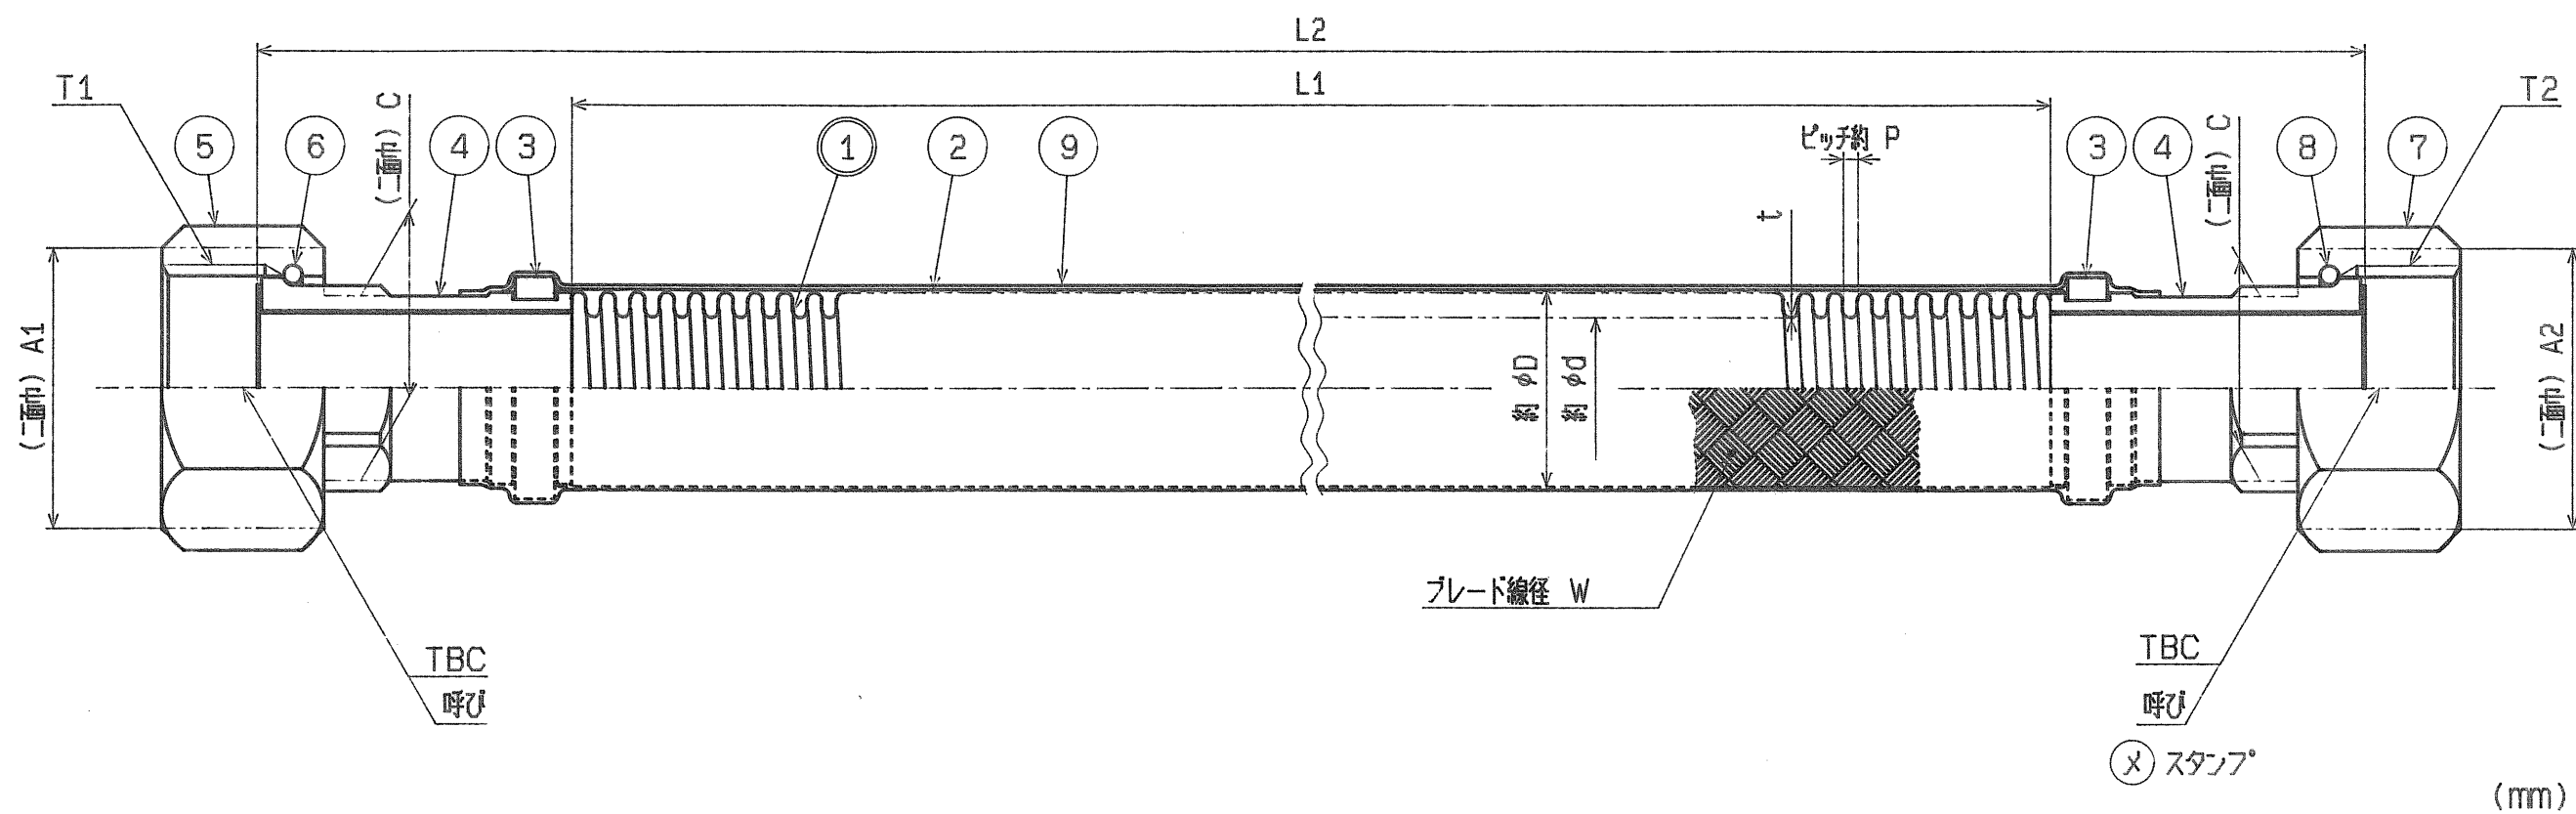 L2
L1
T1
T2
5
6
(二面巾) C
4
3
1
2
9
ピッチ約 P
3
4
(二面巾) C
8
7
t
(二面巾) A1
約 φD
約 φd
(二面巾) A2
ブレード線径 W
TBC
呼び
TBC
呼び
メ スタンプ
(mm)